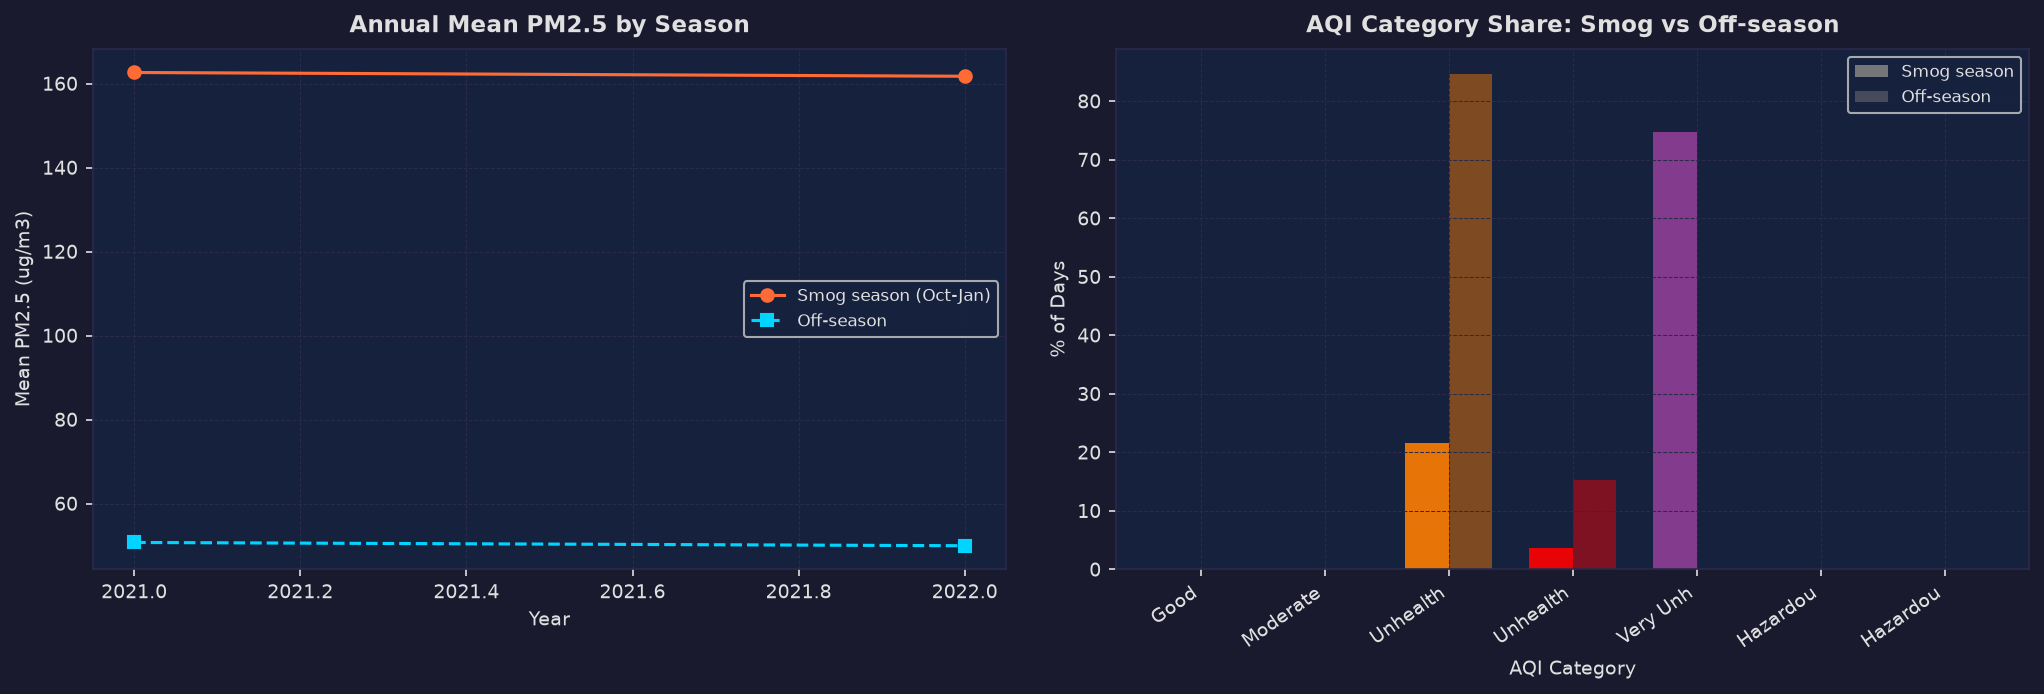 Annual Mean PM2.5 by Season
Mean PM2.5 (ug/m3)
160
140
120
100
80
60
Smog season (Oct-Jan)
Off-season
2021.0 2021.2 2021.4 2021.6 2021.8 2022.0
Year
AQI Category Share: Smog vs Off-season
% of Days
80
70
60
50
40
30
20
10
0
Smog season
Off-season
Good Moderate Unhealth Unhealth Very Unh Hazardou Hazardou
AQI Category